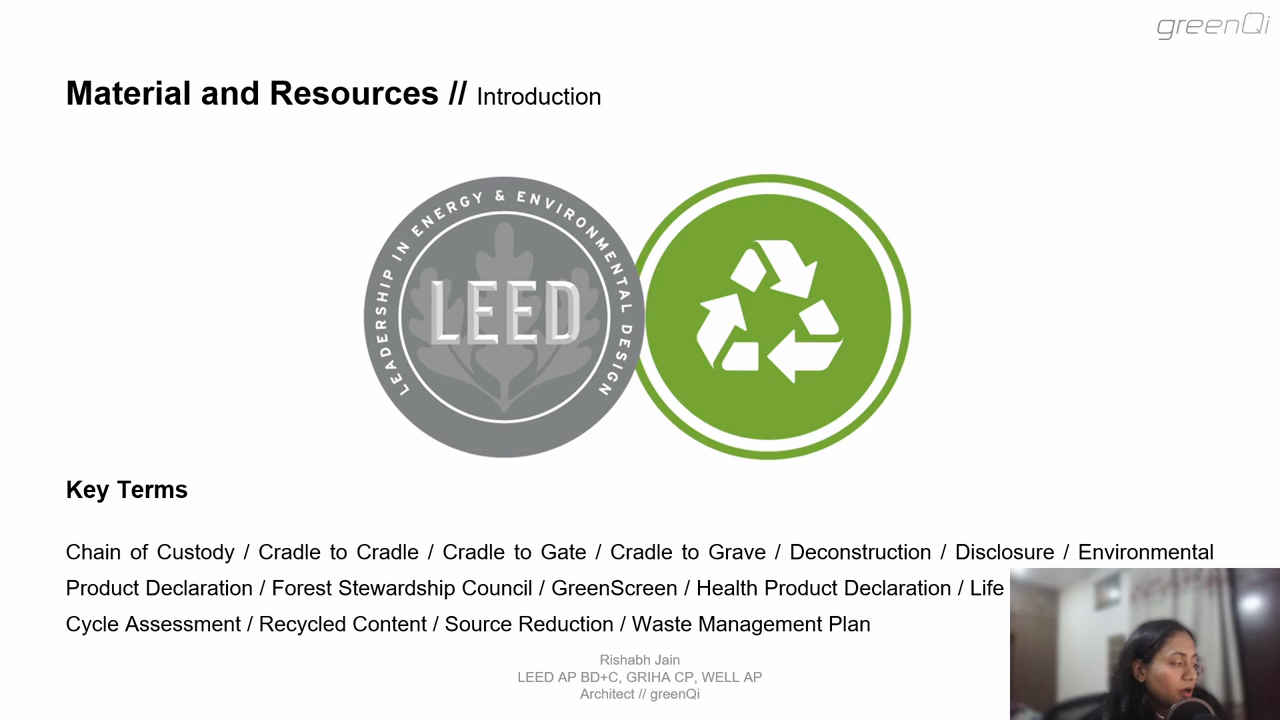 greenQi
Material and Resources // Introduction
LEADERSHIP IN ENERGY & ENVIRONMENTAL DESIGN
LEED
Key Terms
Chain of Custody / Cradle to Cradle / Cradle to Gate / Cradle to Grave / Deconstruction / Disclosure / Environmental
Product Declaration / Forest Stewardship Council / GreenScreen / Health Product Declaration / Life
Cycle Assessment / Recycled Content / Source Reduction / Waste Management Plan
Rishabh Jain
LEED AP BD+C, GRIHA CP, WELL AP
Architect // greenQi